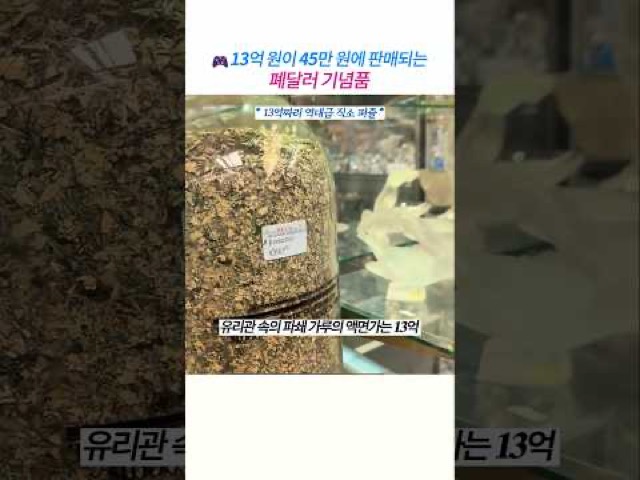 13억 원이 45만 원에 판매되는
폐달러 기념품
"13억짜리 역대급 직소 퍼즐"
유리관 속의 파쇄 가루의 액면가는 13억
유리관 속
는 13억